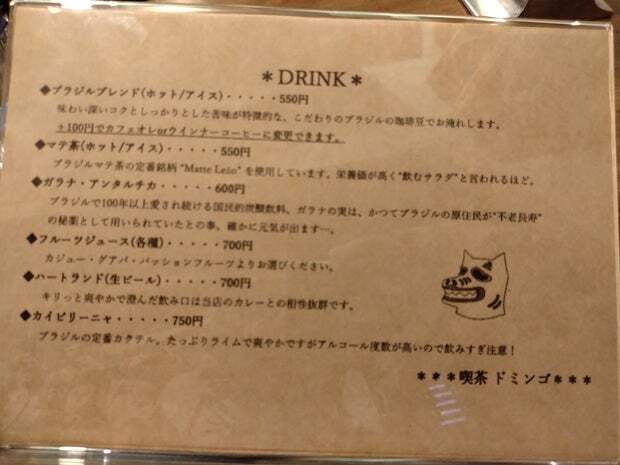 ＊DRINK＊
◆ブラジルブレンド(ホット/アイス)・・・・・550円
味わい深いコクとしっかりとした苦味が特徴的な、こだわりのブラジルの珈琲豆でお淹れします。
＋100円でカフェオレorウインナーコーヒーに変更できます。
◆マテ茶(ホット/アイス)・・・・・550円
ブラジルマテ茶の定番銘柄 "Matte Leão" を使用しています。栄養価が高く"飲むサラダ"と言われるほど。
◆ガラナ・アンタルチカ・・・・・600円
ブラジルで100年以上愛され続ける国民的炭酸飲料。ガラナの実は、かつてブラジルの原住民が"不老長寿"
の秘薬として用いられていたとの事。確かに元気が出ます…。
◆フルーツジュース(各種)・・・・・700円
カジュー・グアバ・パッションフルーツよりお選びください。
◆ハートランド(生ビール)・・・・・700円
キリっと爽やかで澄んだ飲み口は当店のカレーとの相性抜群です。
◆カイピリーニャ・・・・・750円
ブラジルの定番カクテル。たっぷりライムで爽やかですがアルコール度数が高いので飲みすぎ注意！
＊＊＊喫茶 ドミンゴ＊＊＊